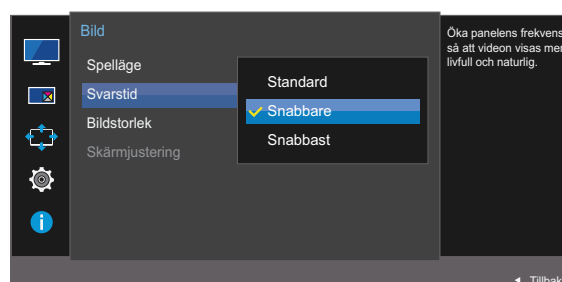 Bild
Spelläge
Svarstid
Bildstorlek
Skärmjustering
Standard
Snabbare
Snabbast
Öka panelens frekvens
så att videon visas mer
livfull och naturlig.